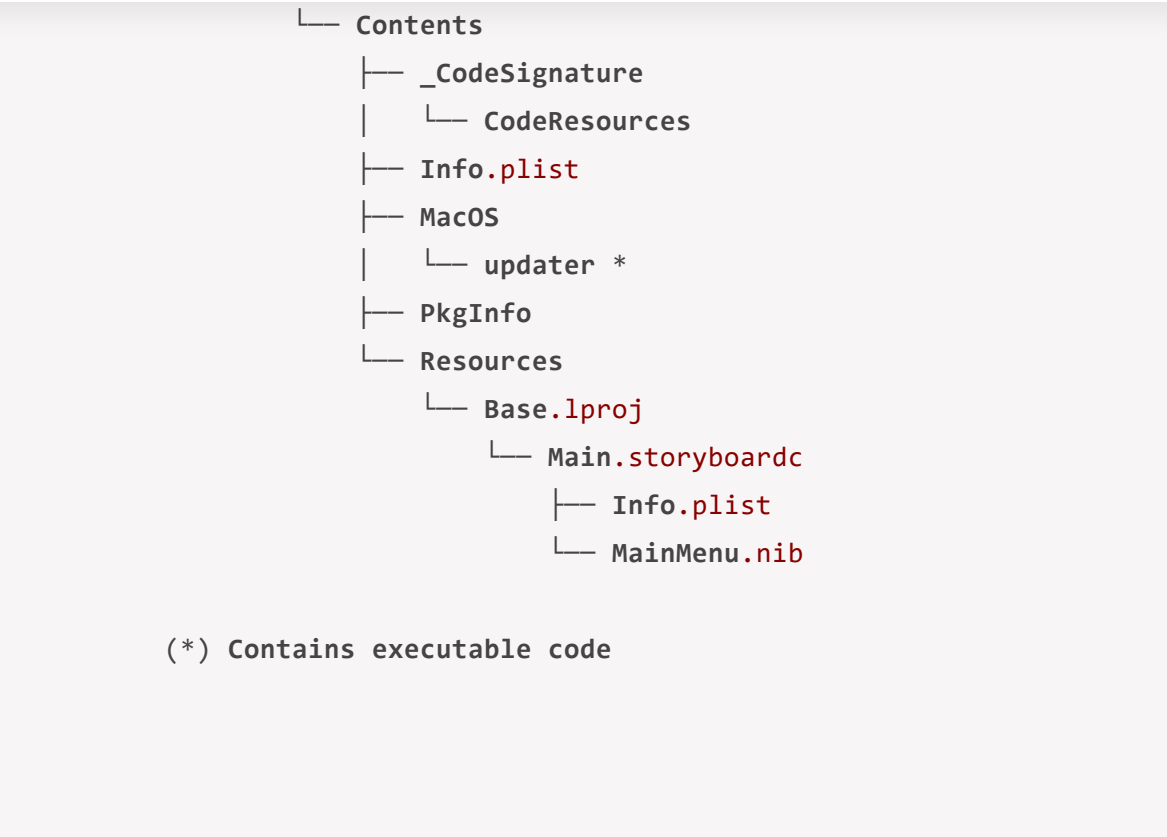 └── Contents
    ├── _CodeSignature
    │   └── CodeResources
    ├── Info.plist
    ├── MacOS
    │   └── updater *
    ├── PkgInfo
    └── Resources
        └── Base.lproj
            └── Main.storyboardc
                ├── Info.plist
                └── MainMenu.nib
(*) Contains executable code